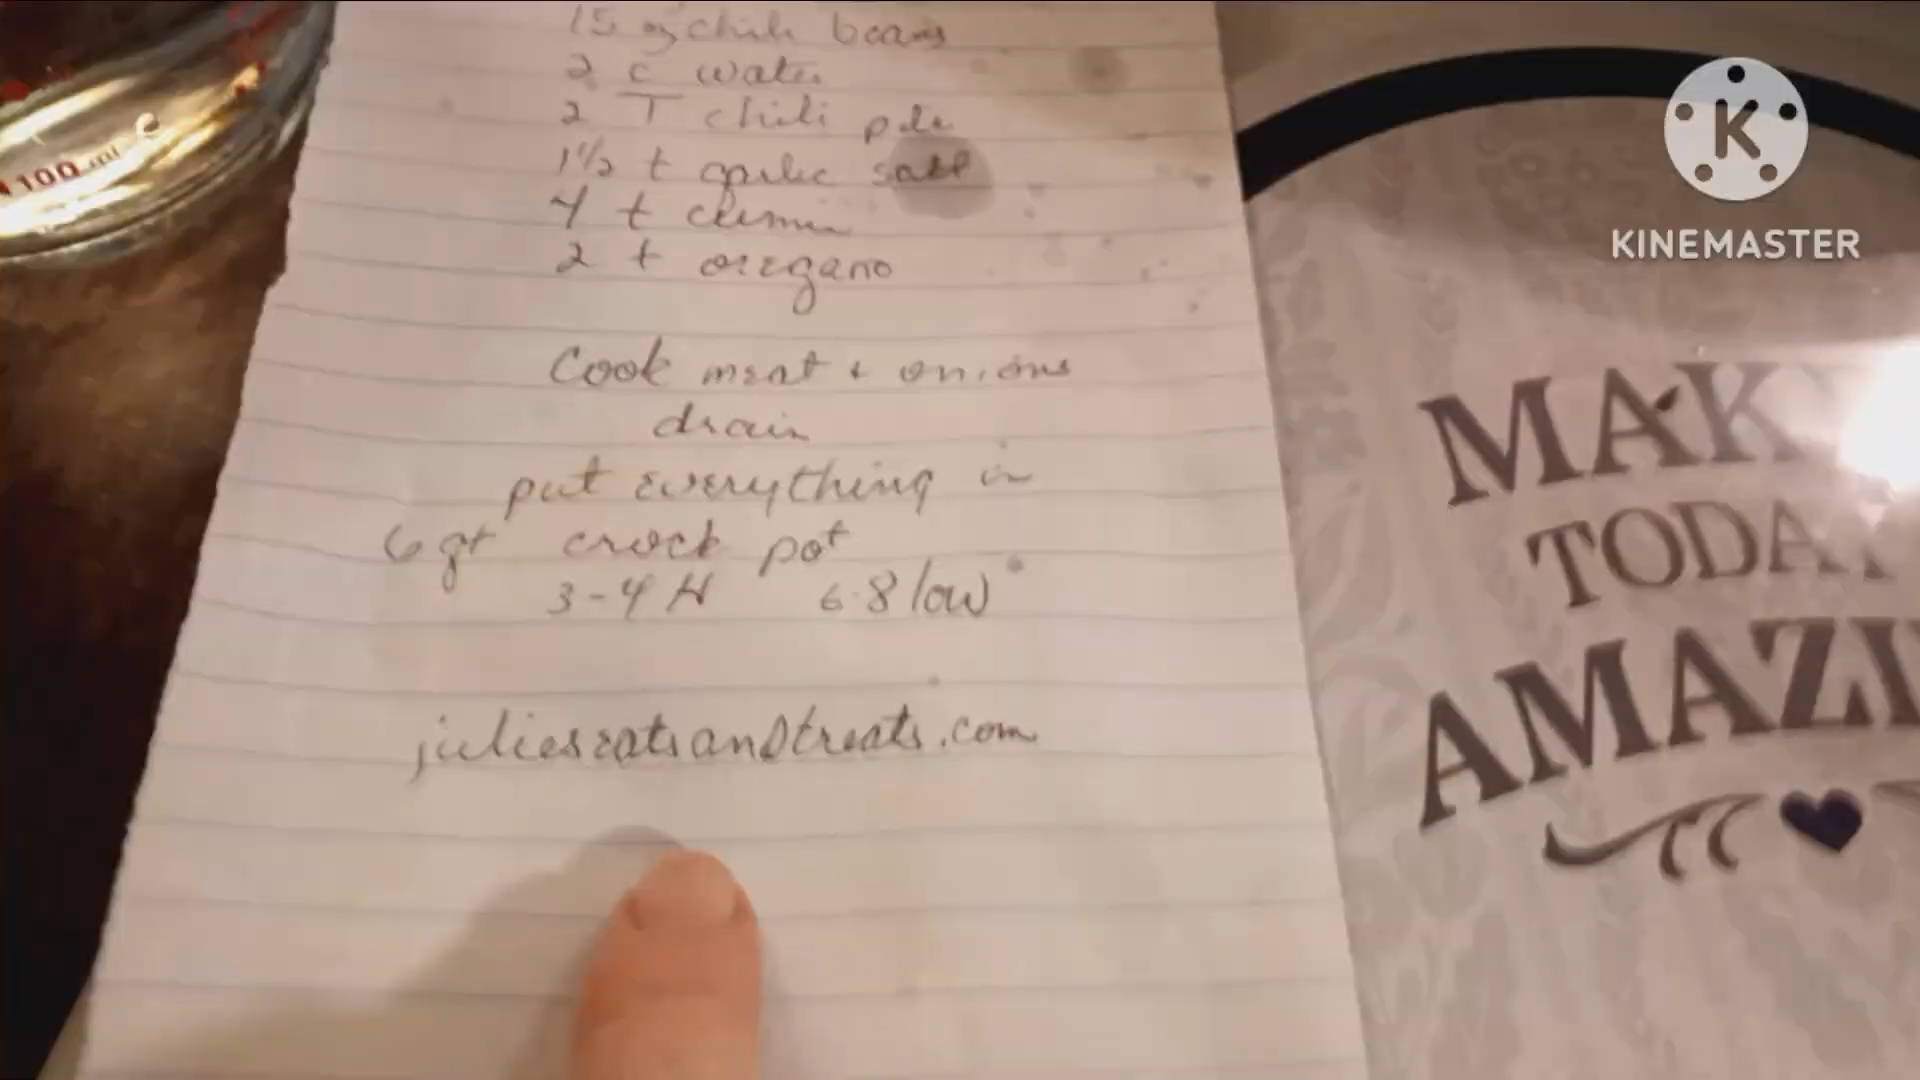 15 oz chili beans
2 c water
2 T chili pdr
1½ t garlic salt
4 t cumin
2 t oregano
Cook meat & onions
drain
put everything in
6 qt crock pot
3-4 H 6-8 low
julieseatsandtreats.com
100 ml
KINEMASTER
MAK
TODA
AMAZI